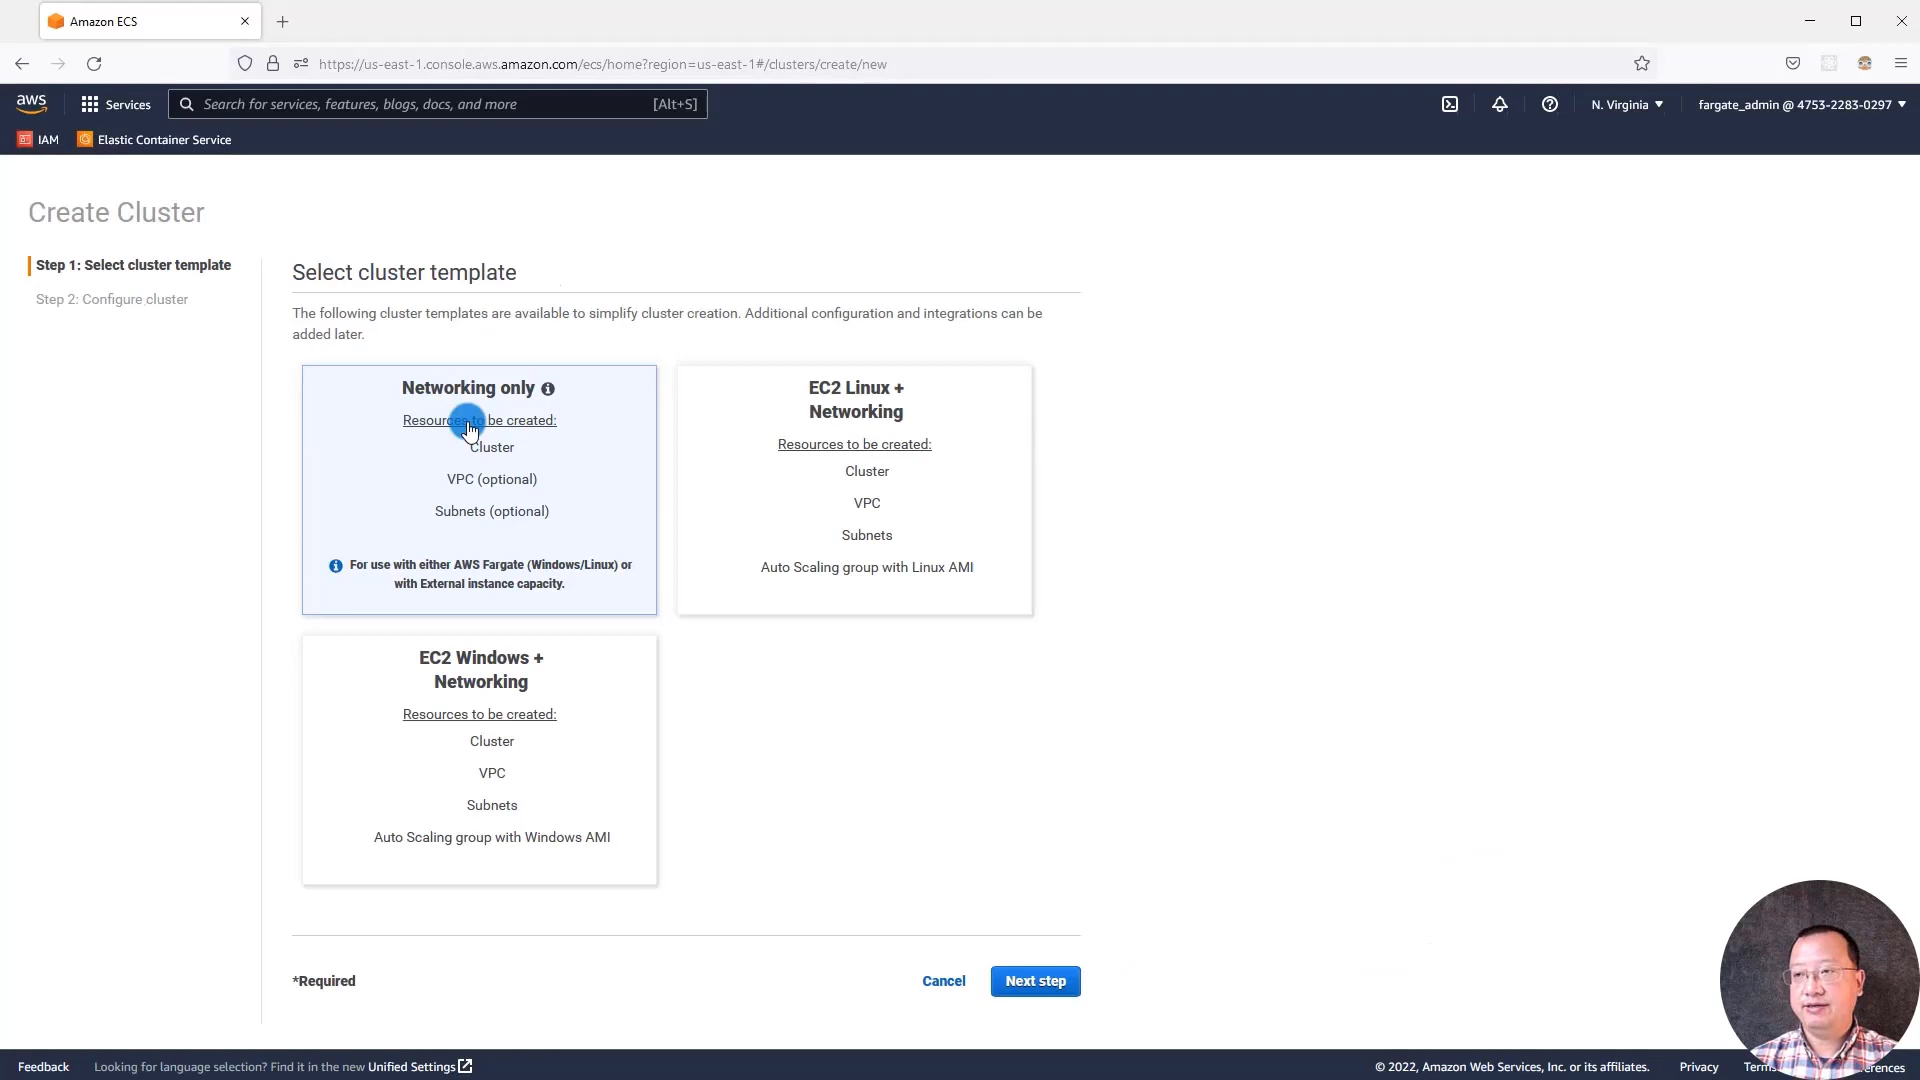 Amazon ECS
https://us-east-1.console.aws.amazon.com/ecs/home?region=us-east-1#/clusters/create/new
aws
Services
Search for services, features, blogs, docs, and more
[Alt+S]
N. Virginia
fargate_admin @ 4753-2283-0297
IAM
Elastic Container Service
Create Cluster
Step 1: Select cluster template
Step 2: Configure cluster
Select cluster template
The following cluster templates are available to simplify cluster creation. Additional configuration and integrations can be
added later.
Networking only
Resources to be created:
Cluster
VPC (optional)
Subnets (optional)
For use with either AWS Fargate (Windows/Linux) or
with External instance capacity.
EC2 Linux +
Networking
Resources to be created:
Cluster
VPC
Subnets
Auto Scaling group with Linux AMI
EC2 Windows +
Networking
Resources to be created:
Cluster
VPC
Subnets
Auto Scaling group with Windows AMI
*Required
Cancel
Next step
Feedback
Looking for language selection? Find it in the new Unified Settings
© 2022, Amazon Web Services, Inc. or its affiliates.
Privacy
Terms